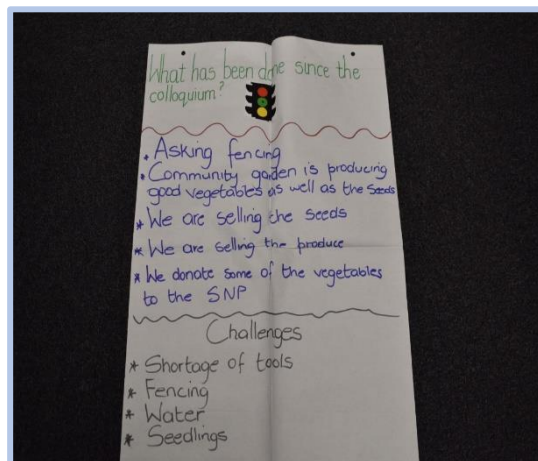 What has been done since the
colloquium?
. Asking fencing
. Community garden is producing
good vegetables as well as the seeds
* We are selling the seeds
* We are selling the produce
* We donate some of the vegetables
to the SNP
Challenges
* Shortage of tools
* Fencing
* Water
* Seedlings